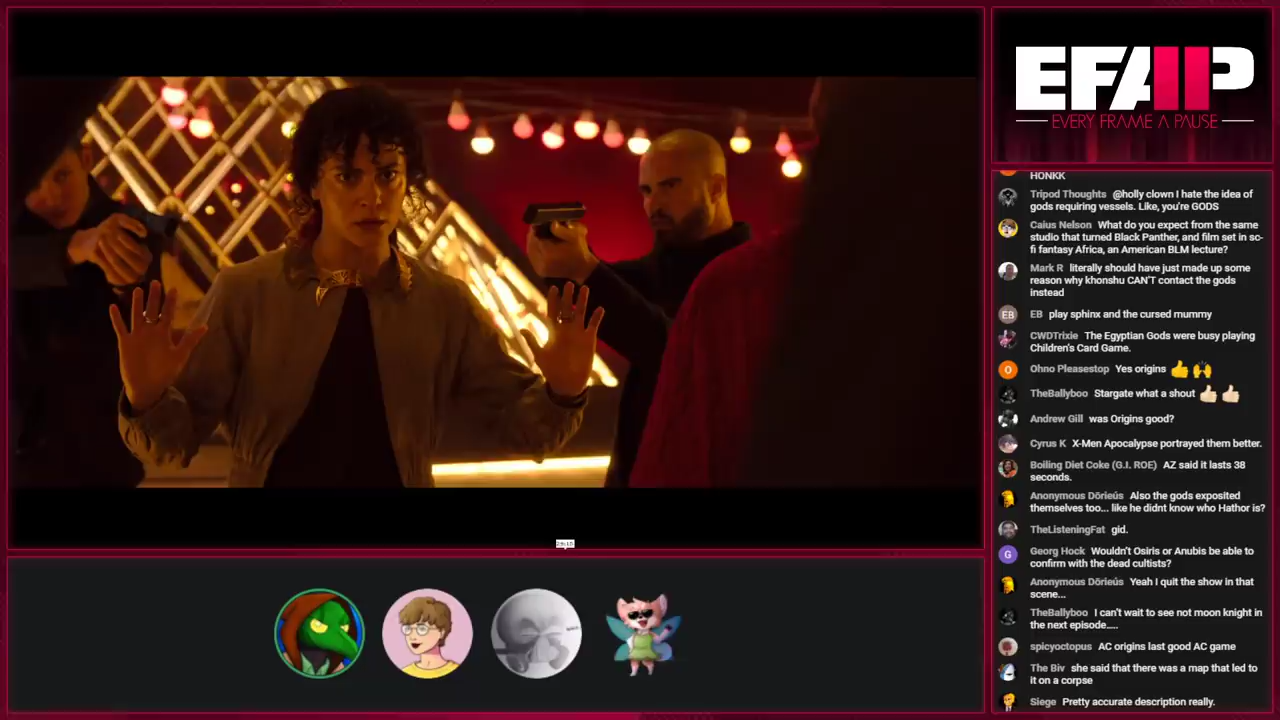 EFAP
EVERY FRAME A PAUSE
HONKK
Tripod Thoughts @holly clown I hate the idea of
gods requiring vessels. Like, you're GODS
Caius Nelson What do you expect from the same
studio that turned Black Panther, and film set in sc-
fi fantasy Africa, an American BLM lecture?
Mark R literally should have just made up some
reason why khonshu CAN'T contact the gods
instead
EB EB play sphinx and the cursed mummy
CWDTrixie The Egyptian Gods were busy playing
Children's Card Game.
O Ohno Pleasestop Yes origins 👍🙌
TheBallyboo Stargate what a shout 👍🏻👍🏻
Andrew Gill was Origins good?
Cyrus K X-Men Apocalypse portrayed them better.
Boiling Diet Coke (G.I. ROE) AZ said it lasts 38
seconds.
Anonymous Dōrieús Also the gods exposited
themselves too... like he didnt know who Hathor is?
TheListeningFat gid.
G Georg Hock Wouldn't Osiris or Anubis be able to
confirm with the dead cultists?
Anonymous Dōrieús Yeah I quit the show in that
scene...
TheBallyboo I can't wait to see not moon knight in
the next episode.....
spicyoctopus AC origins last good AC game
The Biv she said that there was a map that led to
it on a corpse
Siege Pretty accurate description really.